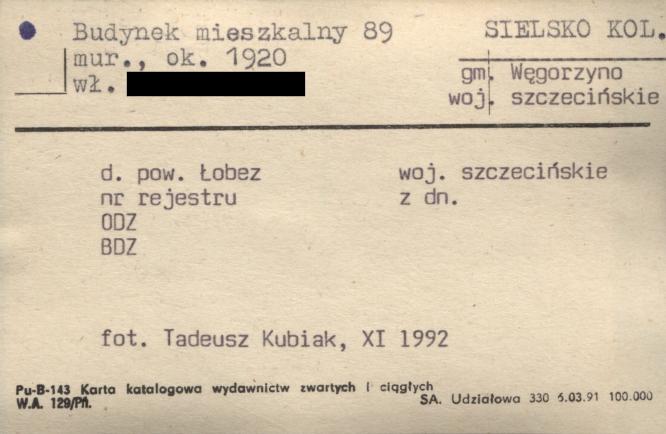 Budynek mieszkalny 89
SIELSKO KOL.
mur., ok. 1920
gm. Węgorzyno
wł.
woj. szczecińskie
d. pow. Łobez woj. szczecińskie
nr rejestru z dn.
ODZ
BDZ
fot. Tadeusz Kubiak, XI 1992
Pu-B-143 Karta katalogowa wydawnictw zwartych i ciągłych
W.A. 129/Pń. SA. Udziałowa 330 6.03.91 100.000